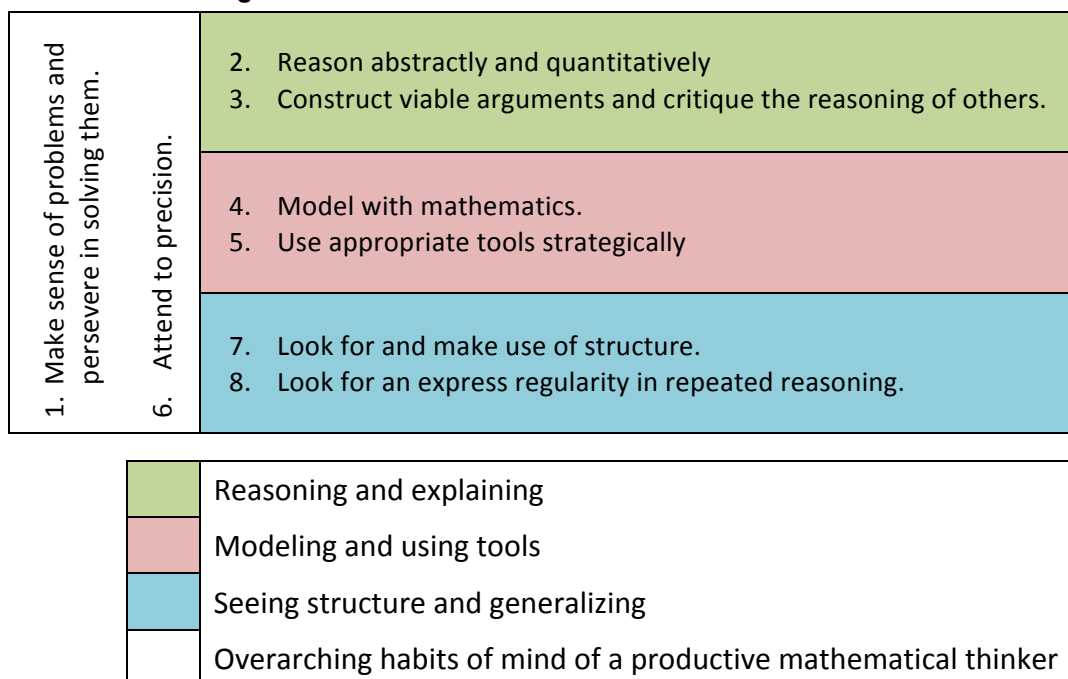 1. Make sense of problems and
persevere in solving them.
6. Attend to precision.
2. Reason abstractly and quantitatively
3. Construct viable arguments and critique the reasoning of others.
4. Model with mathematics.
5. Use appropriate tools strategically
7. Look for and make use of structure.
8. Look for an express regularity in repeated reasoning.
Reasoning and explaining
Modeling and using tools
Seeing structure and generalizing
Overarching habits of mind of a productive mathematical thinker